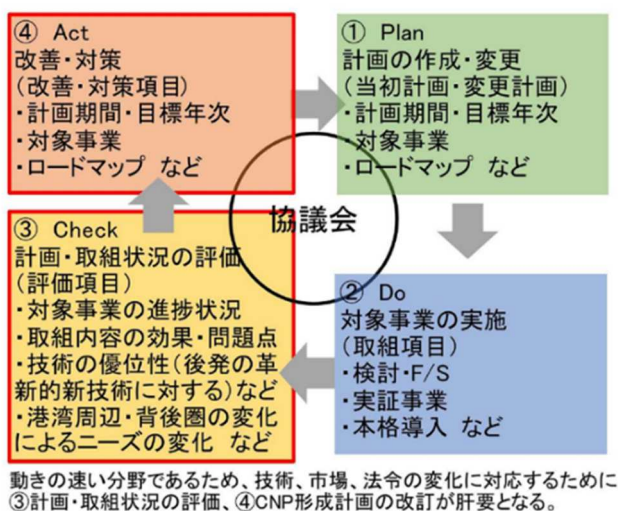 ④ Act
改善・対策
(改善・対策項目)
・計画期間・目標年次
・対象事業
・ロードマップ など
① Plan
計画の作成・変更
(当初計画・変更計画)
・計画期間・目標年次
・対象事業
・ロードマップ など
協議会
③ Check
計画・取組状況の評価
(評価項目)
・対象事業の進捗状況
・取組内容の効果・問題点
・技術の優位性(後発の革
新的新技術に対する)など
・港湾周辺・背後圏の変化
によるニーズの変化 など
② Do
対象事業の実施
(取組項目)
・検討・F/S
・実証事業
・本格導入 など
動きの速い分野であるため、技術、市場、法令の変化に対応するために
③計画・取組状況の評価、④CNP形成計画の改訂が肝要となる。